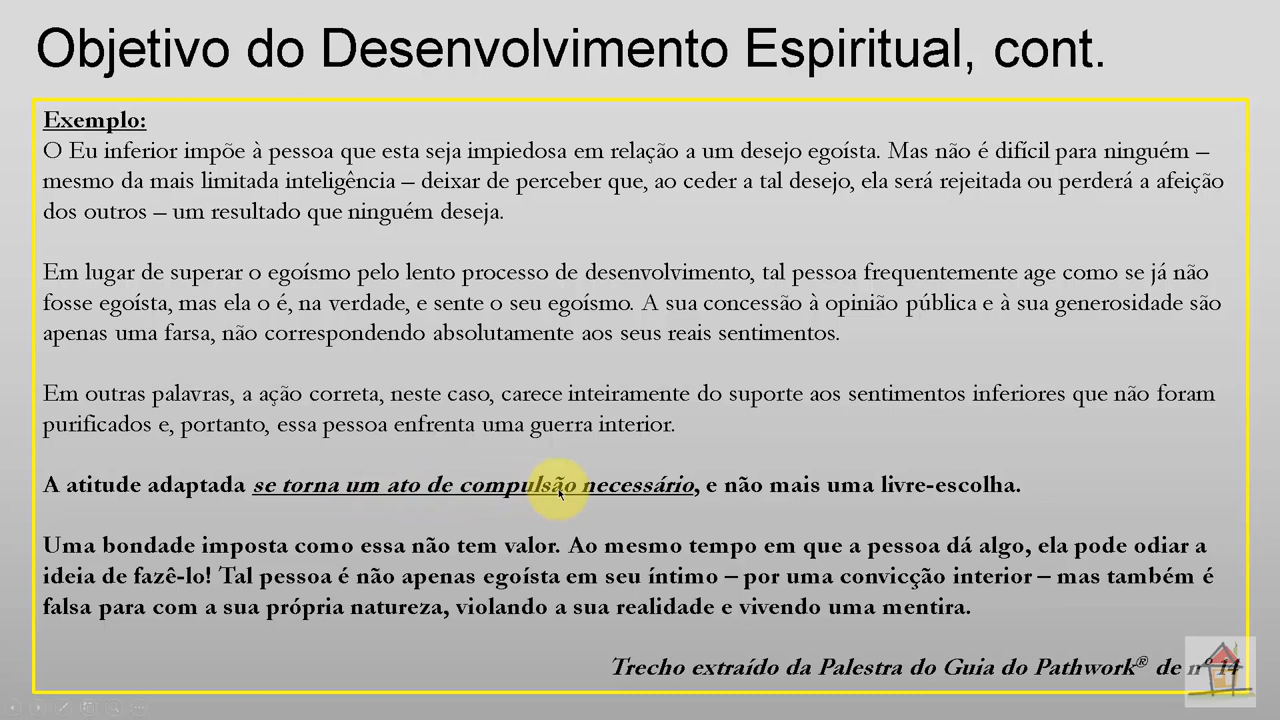 Objetivo do Desenvolvimento Espiritual, cont.
Exemplo:
O Eu inferior impõe à pessoa que esta seja impiedosa em relação a um desejo egoísta. Mas não é difícil para ninguém –
mesmo da mais limitada inteligência – deixar de perceber que, ao ceder a tal desejo, ela será rejeitada ou perderá a afeição
dos outros – um resultado que ninguém deseja.
Em lugar de superar o egoísmo pelo lento processo de desenvolvimento, tal pessoa frequentemente age como se já não
fosse egoísta, mas ela o é, na verdade, e sente o seu egoísmo. A sua concessão à opinião pública e à sua generosidade são
apenas uma farsa, não correspondendo absolutamente aos seus reais sentimentos.
Em outras palavras, a ação correta, neste caso, carece inteiramente do suporte aos sentimentos inferiores que não foram
purificados e, portanto, essa pessoa enfrenta uma guerra interior.
A atitude adaptada se torna um ato de compulsão necessário, e não mais uma livre-escolha.
Uma bondade imposta como essa não tem valor. Ao mesmo tempo em que a pessoa dá algo, ela pode odiar a
ideia de fazê-lo! Tal pessoa é não apenas egoísta em seu íntimo – por uma convicção interior – mas também é
falsa para com a sua própria natureza, violando a sua realidade e vivendo uma mentira.
Trecho extraído da Palestra do Guia do Pathwork® de nº 14